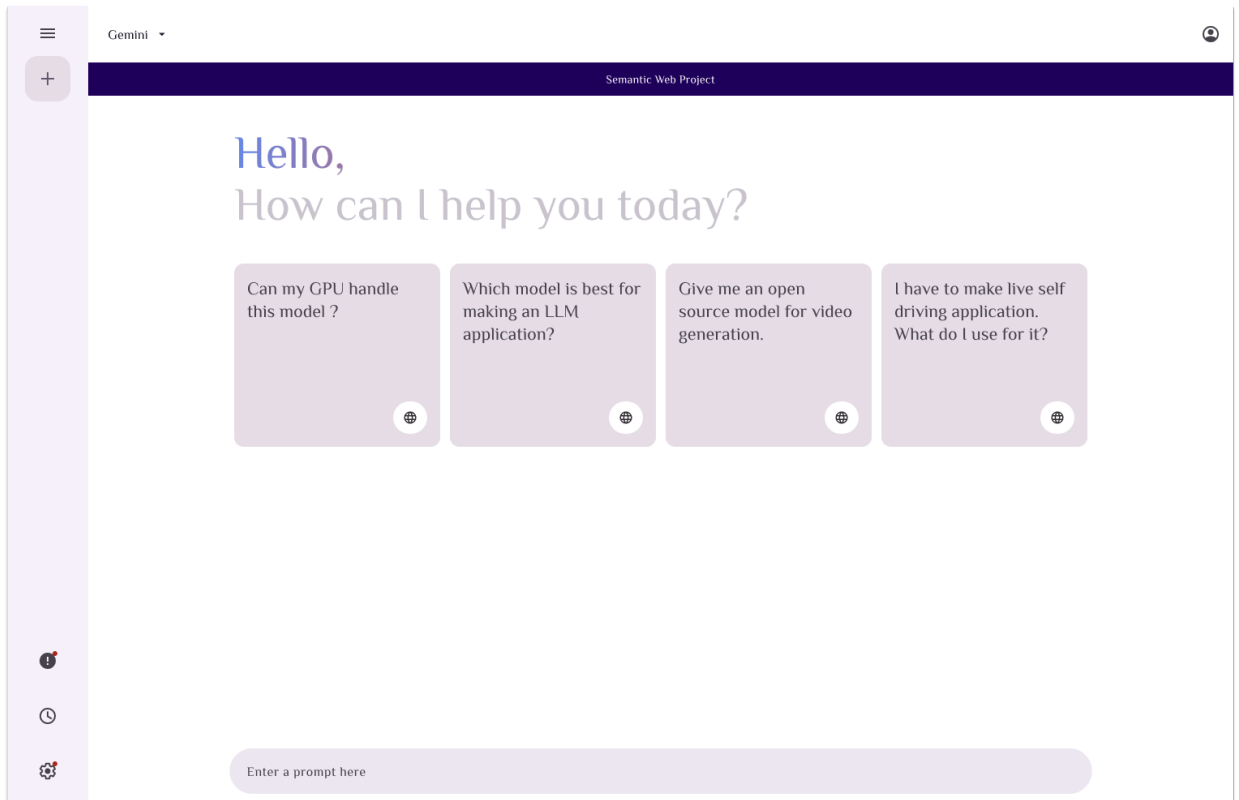 Gemini
Semantic Web Project
Hello,
How can I help you today?
Can my GPU handle
this model ?
Which model is best for
making an LLM
application?
Give me an open
source model for video
generation.
I have to make live self
driving application.
What do I use for it?
Enter a prompt here